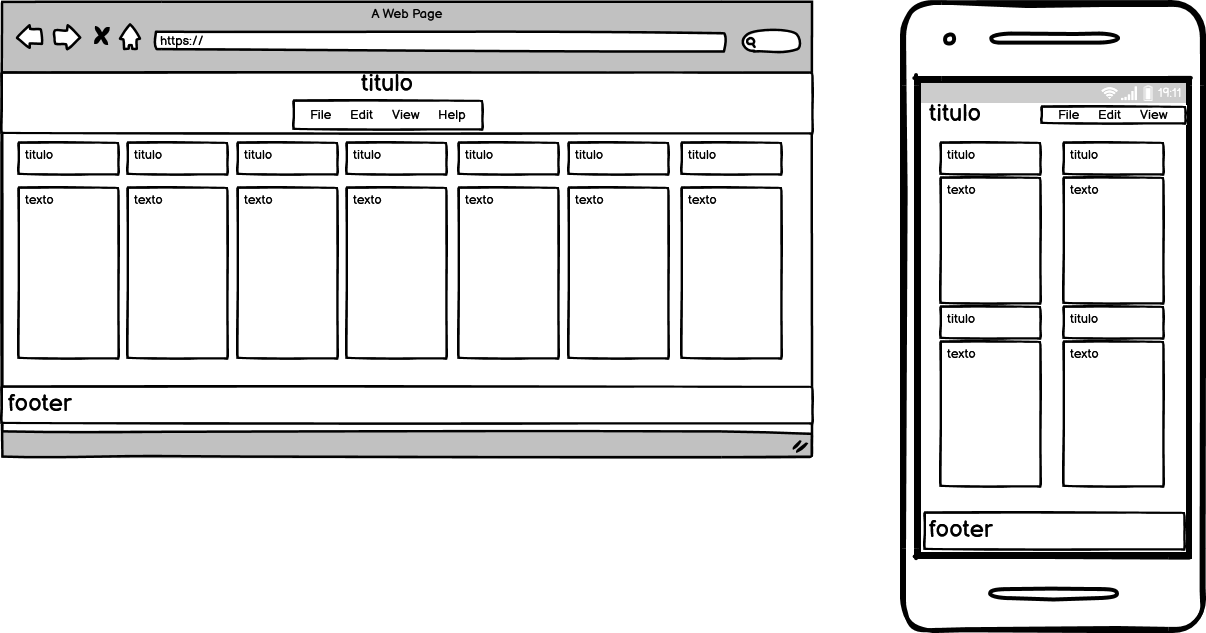 A Web Page
https://
titulo
File Edit View Help
titulo titulo titulo titulo titulo titulo titulo
texto texto texto texto texto texto texto
footer
19:11
titulo File Edit View
titulo titulo
texto texto
titulo titulo
texto texto
footer